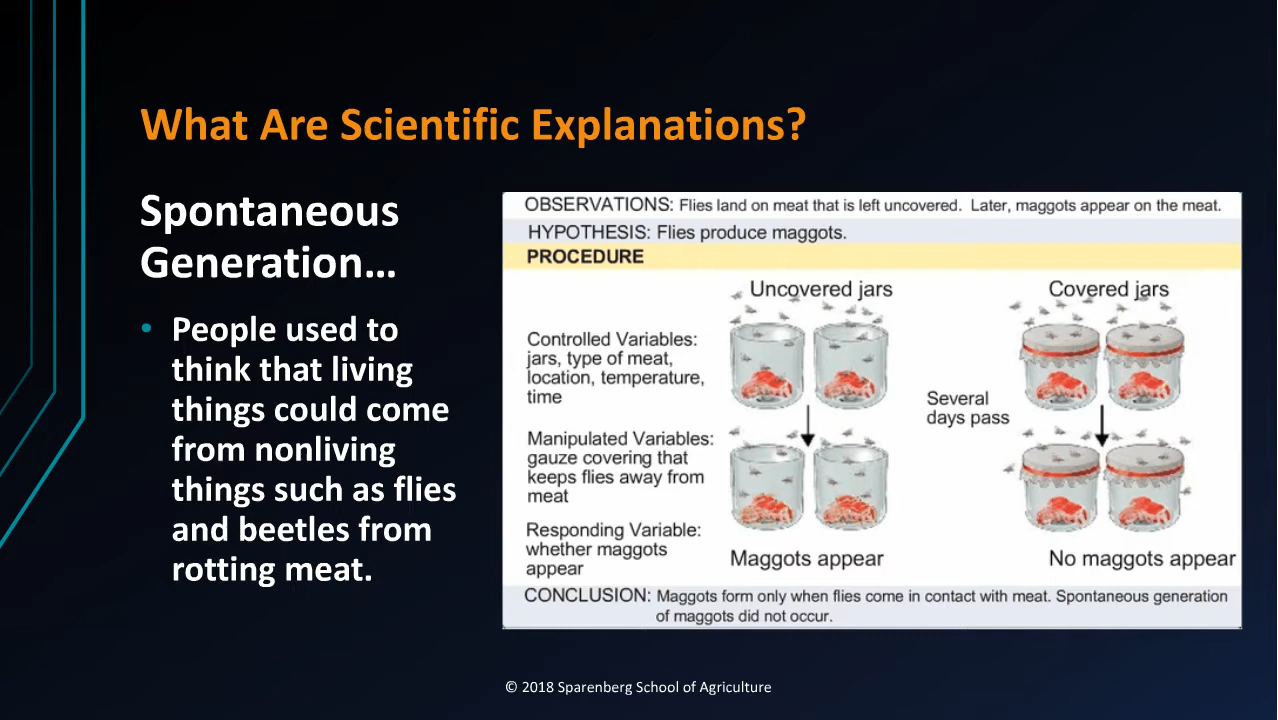 What Are Scientific Explanations?
Spontaneous
Generation…
• People used to
think that living
things could come
from nonliving
things such as flies
and beetles from
rotting meat.
OBSERVATIONS: Flies land on meat that is left uncovered. Later, maggots appear on the meat.
HYPOTHESIS: Flies produce maggots.
PROCEDURE
Uncovered jars
Covered jars
Controlled Variables:
jars, type of meat,
location, temperature,
time
Several
days pass
Manipulated Variables:
gauze covering that
keeps flies away from
meat
Responding Variable:
whether maggots
appear
Maggots appear
No maggots appear
CONCLUSION: Maggots form only when flies come in contact with meat. Spontaneous generation
of maggots did not occur.
© 2018 Sparenberg School of Agriculture